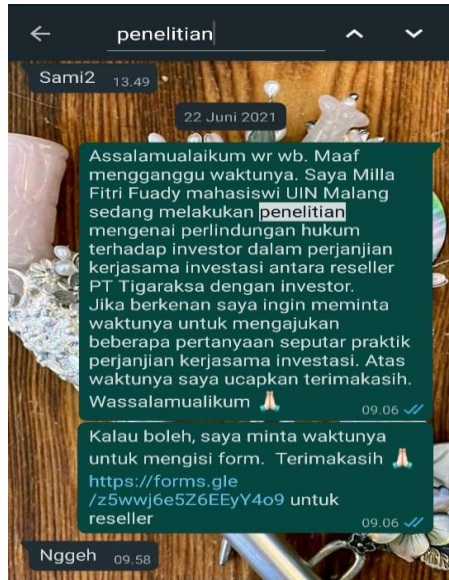 penelitian
Sami2 13.49
22 Juni 2021
Assalamualaikum wr wb. Maaf
mengganggu waktunya. Saya Milla
Fitri Fuady mahasiswi UIN Malang
sedang melakukan penelitian
mengenai perlindungan hukum
terhadap investor dalam perjanjian
kerjasama investasi antara reseller
PT Tigaraksa dengan investor.
Jika berkenan saya ingin meminta
waktunya untuk mengajukan
beberapa pertanyaan seputar praktik
perjanjian kerjasama investasi. Atas
waktunya saya ucapkan terimakasih.
Wassalamualikum 🙏🏻 09.06
Kalau boleh, saya minta waktunya
untuk mengisi form. Terimakasih 🙏🏻
https://forms.gle
/z5wwj6e5Z6EEyY4o9 untuk
reseller 09.06
Nggeh 09.58